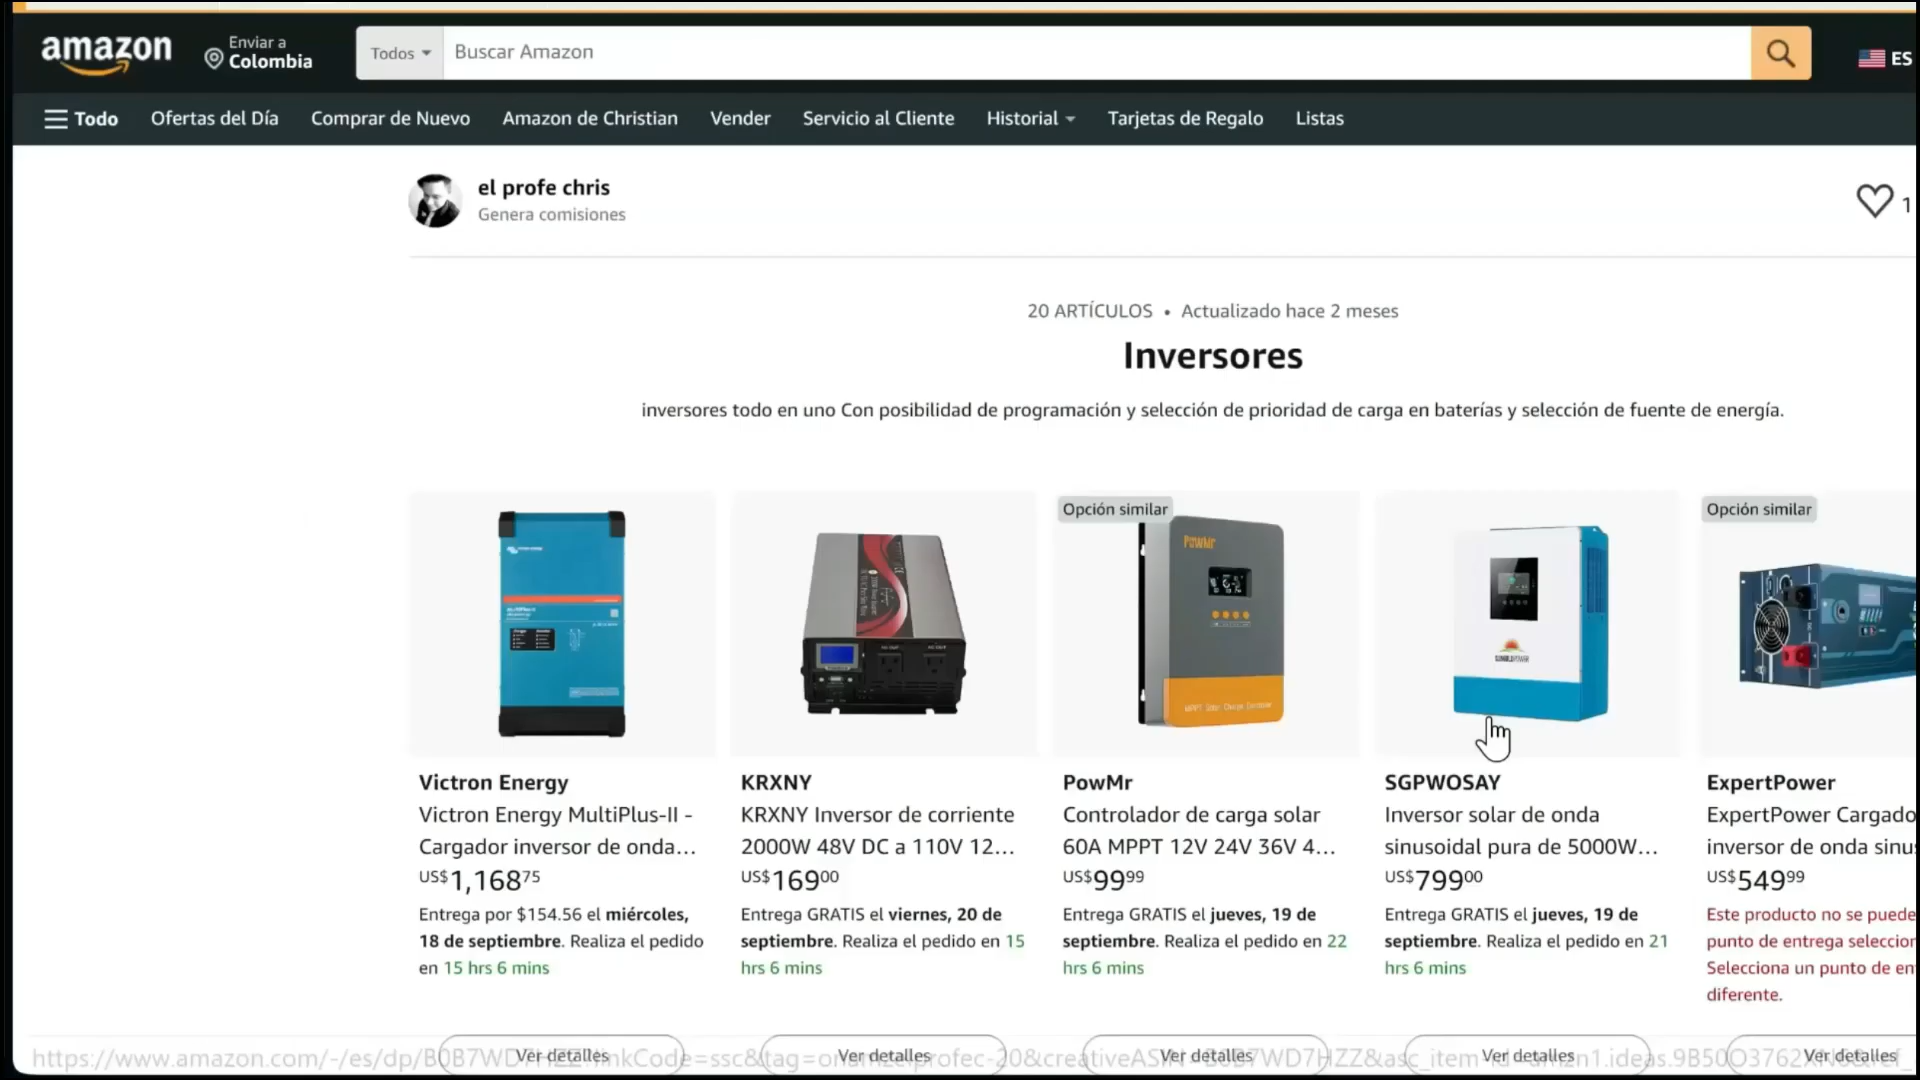 amazon
Enviar a
Colombia
Todos
Buscar Amazon
ES
Todo
Ofertas del Día
Comprar de Nuevo
Amazon de Christian
Vender
Servicio al Cliente
Historial
Tarjetas de Regalo
Listas
el profe chris
Genera comisiones
1
20 ARTÍCULOS • Actualizado hace 2 meses
Inversores
inversores todo en uno Con posibilidad de programación y selección de prioridad de carga en baterías y selección de fuente de energía.
Opción similar
PowMr
MPPT Solar Charge Controller
Opción similar
Victron Energy
Victron Energy MultiPlus-II -
Cargador inversor de onda...
US$1,16875
Entrega por $154.56 el miércoles,
18 de septiembre. Realiza el pedido
en 15 hrs 6 mins
Ver detalles
KRXNY
KRXNY Inversor de corriente
2000W 48V DC a 110V 12...
US$16900
Entrega GRATIS el viernes, 20 de
septiembre. Realiza el pedido en 15
hrs 6 mins
Ver detalles
PowMr
Controlador de carga solar
60A MPPT 12V 24V 36V 4...
US$9999
Entrega GRATIS el jueves, 19 de
septiembre. Realiza el pedido en 22
hrs 6 mins
Ver detalles
SGPWOSAY
Inversor solar de onda
sinusoidal pura de 5000W...
US$79900
Entrega GRATIS el jueves, 19 de
septiembre. Realiza el pedido en 21
hrs 6 mins
Ver detalles
ExpertPower
ExpertPower Cargado
inversor de onda sinus
US$54999
Este producto no se puede
punto de entrega seleccion
Selecciona un punto de en
diferente.
Ver detalles